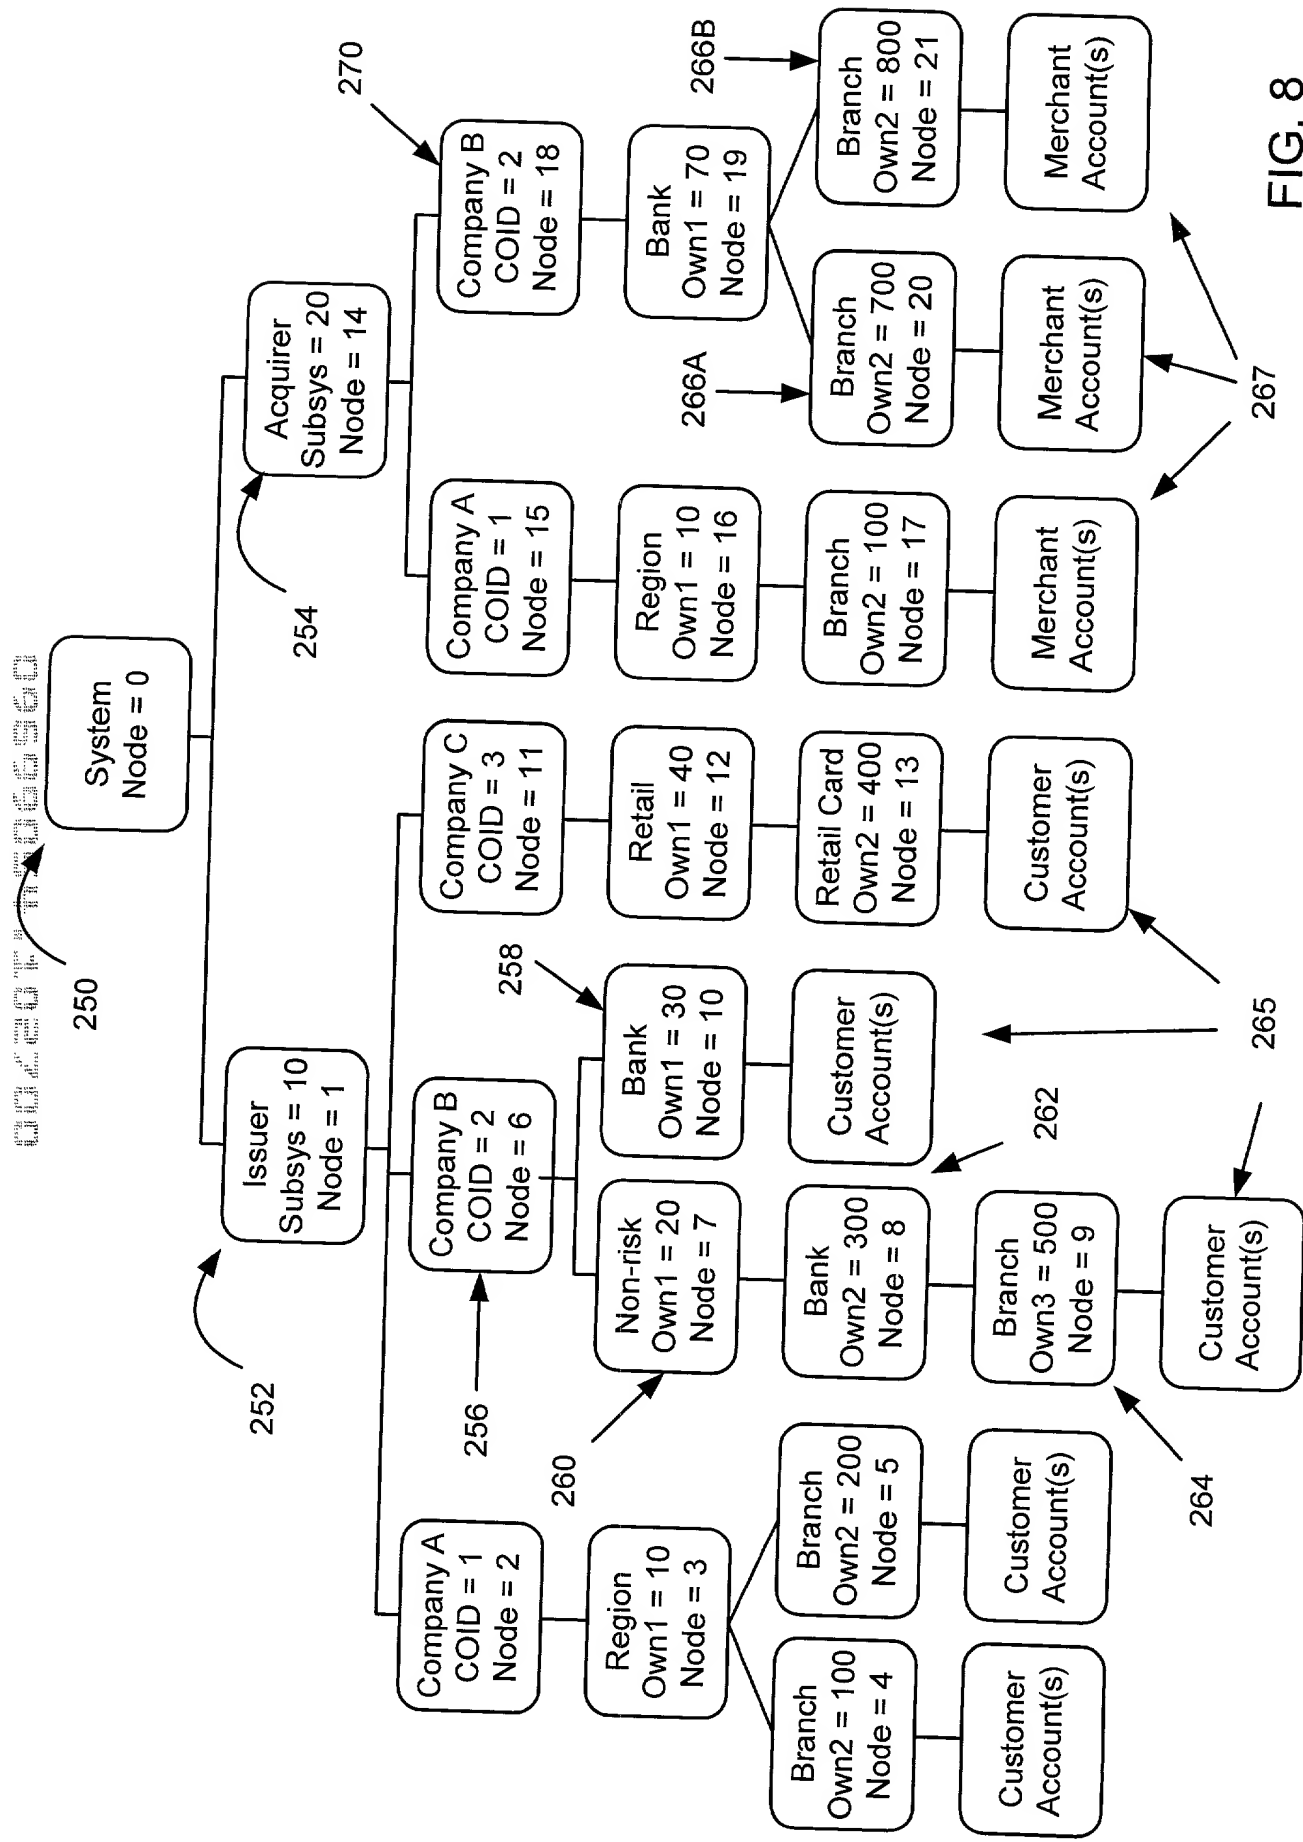 250
System
Node = 0
252
Issuer
Subsys = 10
Node = 1
254
Acquirer
Subsys = 20
Node = 14
270
Company A
COID = 1
Node = 2
256
Company B
COID = 2
Node = 6
Company C
COID = 3
Node = 11
Company A
COID = 1
Node = 15
Company B
COID = 2
Node = 18
260
258
Region
Own1 = 10
Node = 3
Non-risk
Own1 = 20
Node = 7
Bank
Own1 = 30
Node = 10
Retail
Own1 = 40
Node = 12
Region
Own1 = 10
Node = 16
Bank
Own1 = 70
Node = 19
266A
266B
Branch
Own2 = 100
Node = 4
Branch
Own2 = 200
Node = 5
Bank
Own2 = 300
Node = 8
Customer
Account(s)
Retail Card
Own2 = 400
Node = 13
Branch
Own2 = 100
Node = 17
Branch
Own2 = 700
Node = 20
Branch
Own2 = 800
Node = 21
262
Customer
Account(s)
Customer
Account(s)
Branch
Own3 = 500
Node = 9
Customer
Account(s)
Merchant
Account(s)
Merchant
Account(s)
Merchant
Account(s)
264
Customer
Account(s)
265
267
FIG. 8